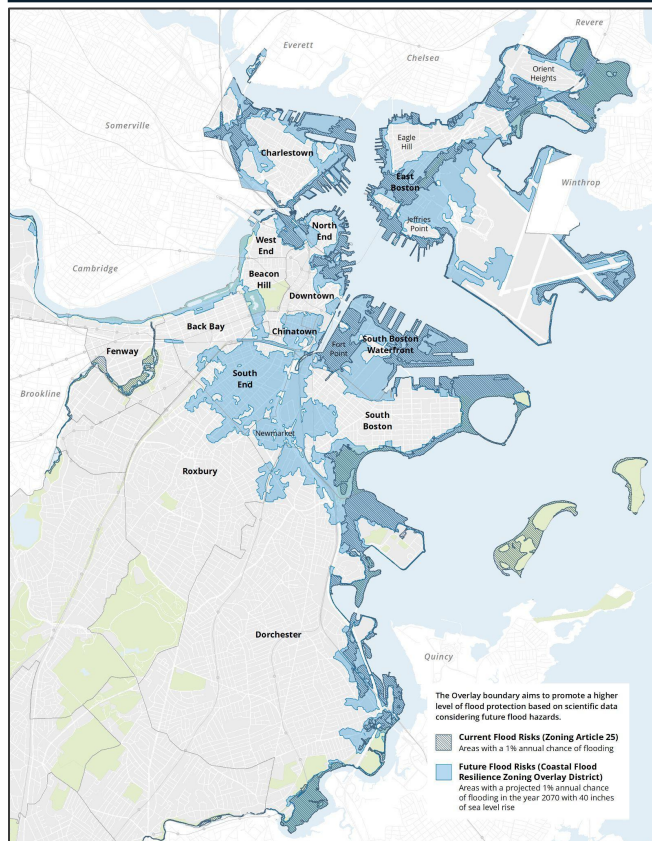 Revere
Everett
Chelsea
Orient
Heights
Somerville
Eagle
Hill
Charlestown
East
Boston
Winthrop
Jeffries
Point
West
End
North
End
Cambridge
Beacon
Hill
Downtown
Back Bay
Chinatown
Fort
Point
South Boston
Waterfront
Fenway
South
End
Brookline
South
Boston
Newmarket
Roxbury
Dorchester
Quincy
The Overlay boundary aims to promote a higher
level of flood protection based on scientific data
considering future flood hazards.
Current Flood Risks (Zoning Article 25)
Areas with a 1% annual chance of flooding
Future Flood Risks (Coastal Flood
Resilience Zoning Overlay District)
Areas with a projected 1% annual chance
of flooding in the year 2070 with 40 inches
of sea level rise